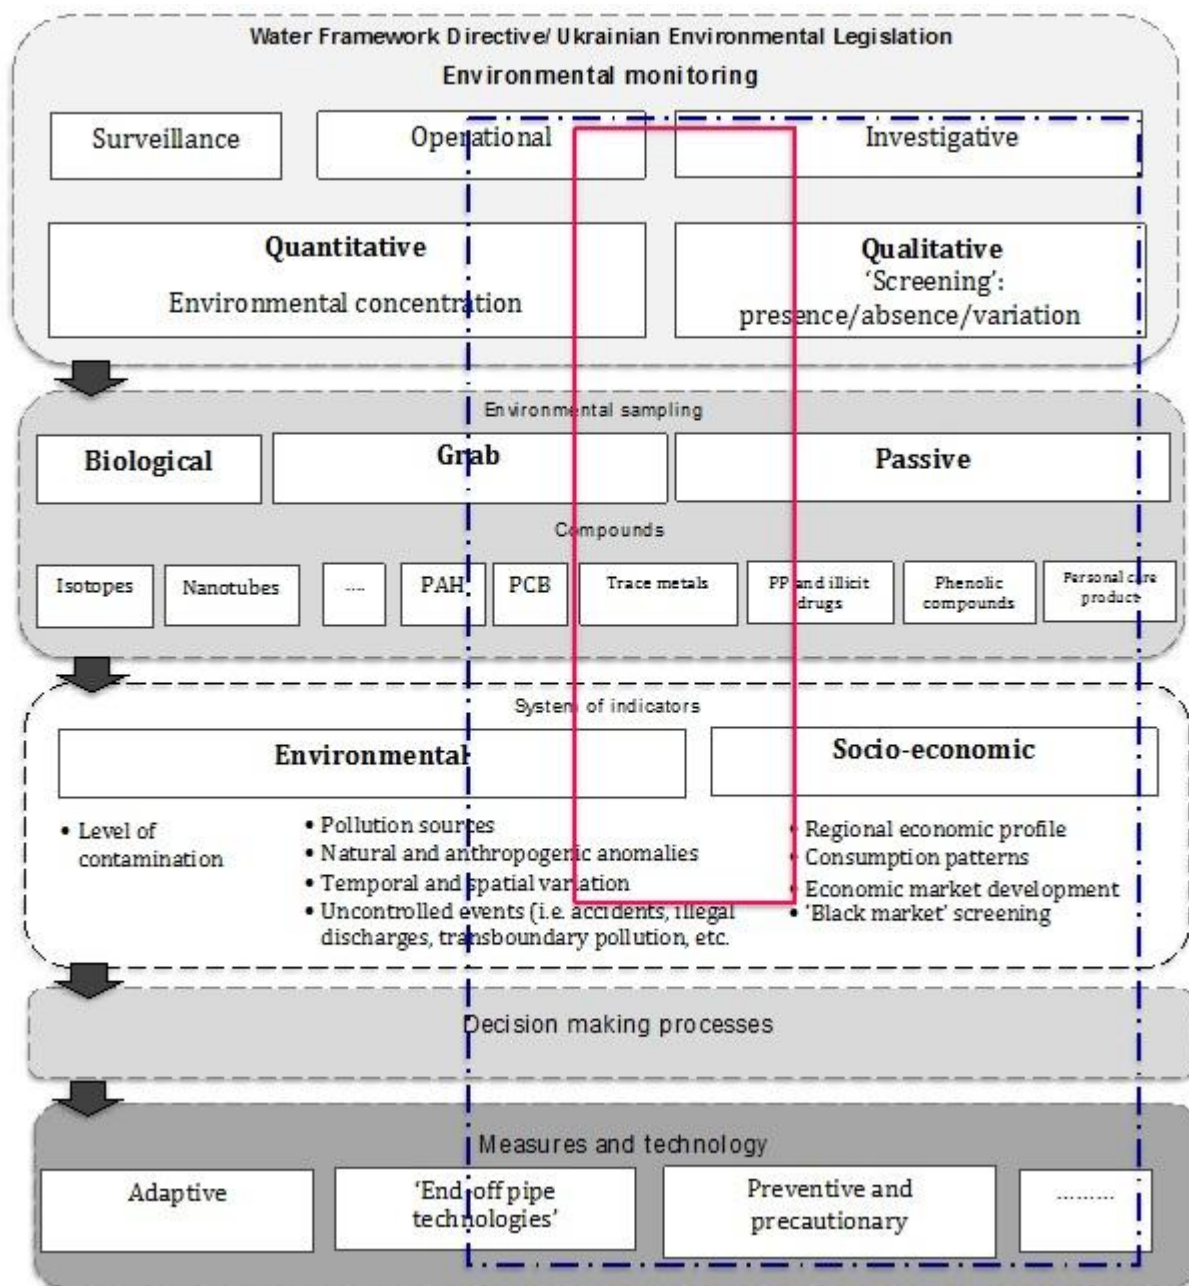 Water Framework Directive/ Ukrainian Environmental Legislation
Environmental monitoring
Surveillance
Operational
Investigative
Quantitative
Environmental concentration
Qualitative
‘Screening’:
presence/absence/variation
Environmental sampling
Biological
Grab
Passive
Compounds
Isotopes
Nanotubes
....
PAH
PCB
Trace metals
PP and illicit
drugs
Phenolic
compounds
Personal care
product
System of indicators
Environmental
Socio-economic
• Level of
contamination
• Pollution sources
• Natural and anthropogenic anomalies
• Temporal and spatial variation
• Uncontrolled events (i.e. accidents, illegal
discharges, transboundary pollution, etc.
• Regional economic profile
• Consumption patterns
• Economic market development
• ‘Black market’ screening
Decision making processes
Measures and technology
Adaptive
‘End-off pipe
technologies’
Preventive and
precautionary
.........